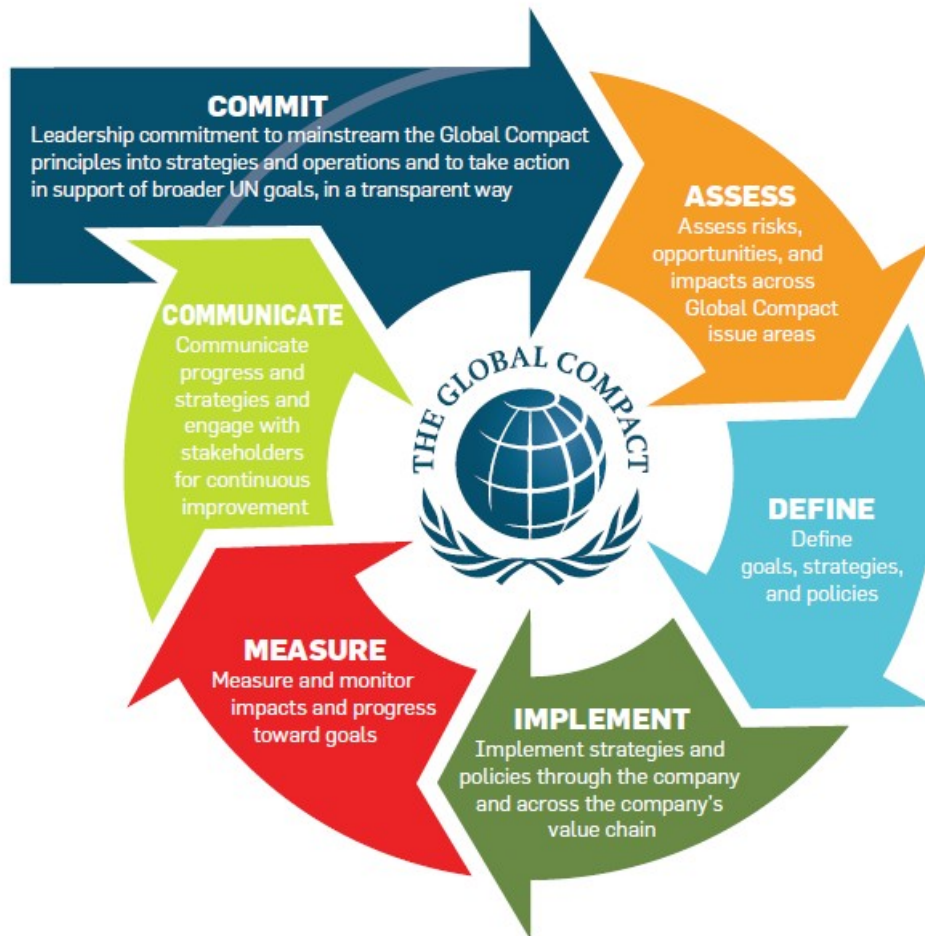 COMMIT
Leadership commitment to mainstream the Global Compact
principles into strategies and operations and to take action
in support of broader UN goals, in a transparent way
ASSESS
Assess risks,
opportunities, and
impacts across
Global Compact
issue areas
DEFINE
Define
goals, strategies,
and policies
IMPLEMENT
Implement strategies and
policies through the company
and across the company's
value chain
MEASURE
Measure and monitor
impacts and progress
toward goals
COMMUNICATE
Communicate
progress and
strategies and
engage with
stakeholders
for continuous
improvement
THE GLOBAL COMPACT